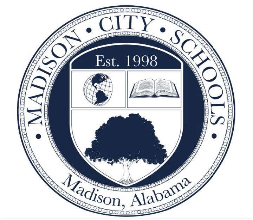 • MADISON • CITY • SCHOOLS •
Est. 1998
Madison, Alabama